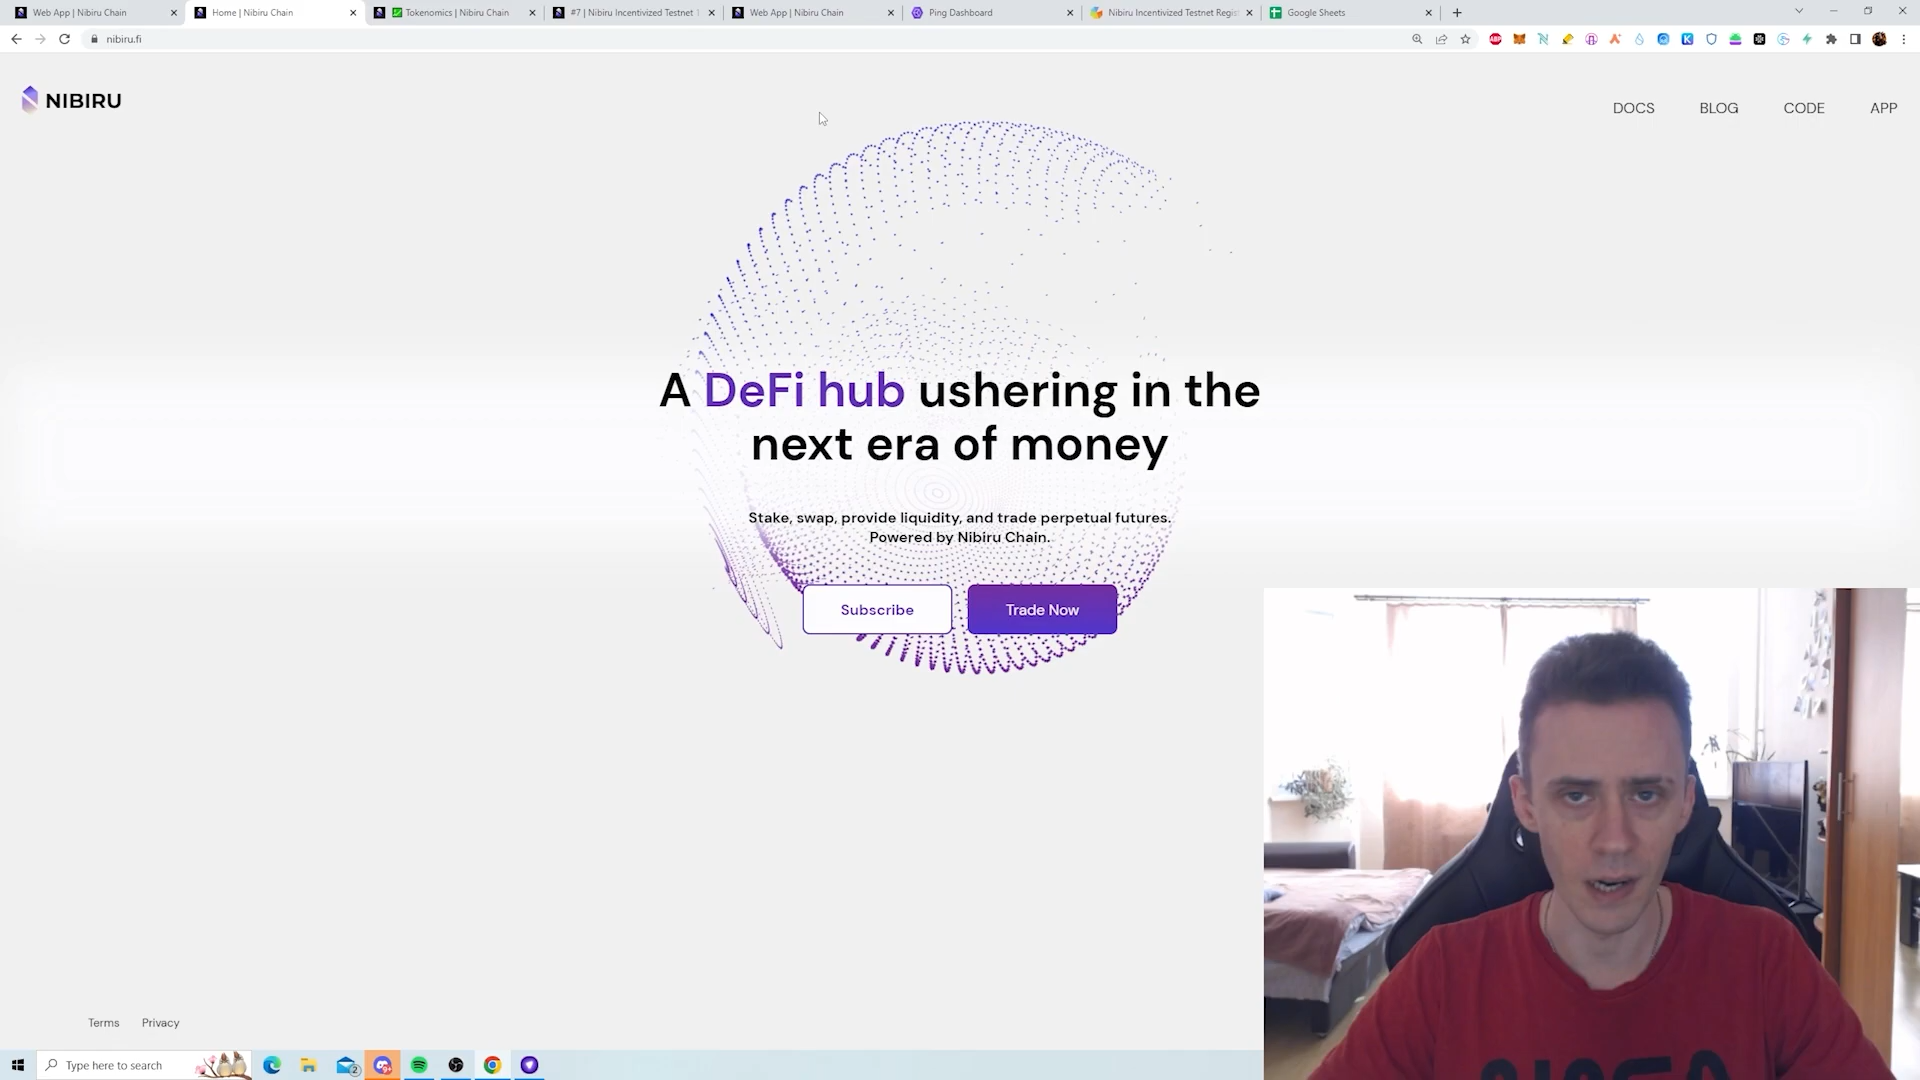 Web App | Nibiru Chain
Home | Nibiru Chain
Tokenomics | Nibiru Chain
#7 | Nibiru Incentivized Testnet
Web App | Nibiru Chain
Ping Dashboard
Nibiru Incentivized Testnet Regis
Google Sheets
nibiru.fi
ABP
NIBIRU
DOCS
BLOG
CODE
APP
A DeFi hub ushering in the
next era of money
Stake, swap, provide liquidity, and trade perpetual futures.
Powered by Nibiru Chain.
Subscribe
Trade Now
Terms
Privacy
Type here to search
2